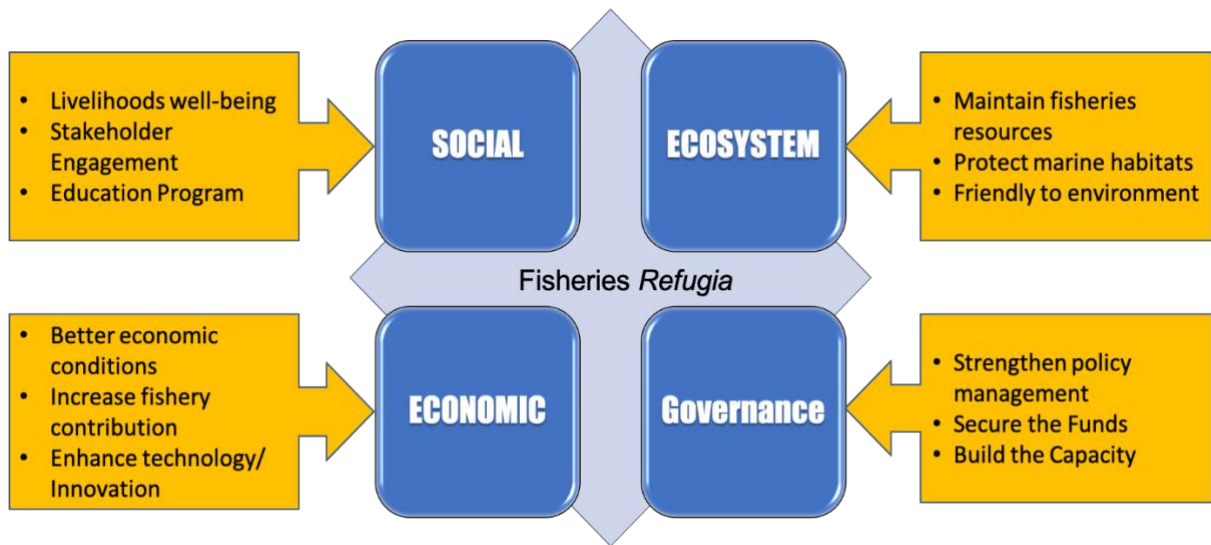 • Livelihoods well-being
• Stakeholder
Engagement
• Education Program
SOCIAL
ECOSYSTEM
• Maintain fisheries
resources
• Protect marine habitats
• Friendly to environment
Fisheries Refugia
• Better economic
conditions
• Increase fishery
contribution
• Enhance technology/
Innovation
ECONOMIC
Governance
• Strengthen policy
management
• Secure the Funds
• Build the Capacity